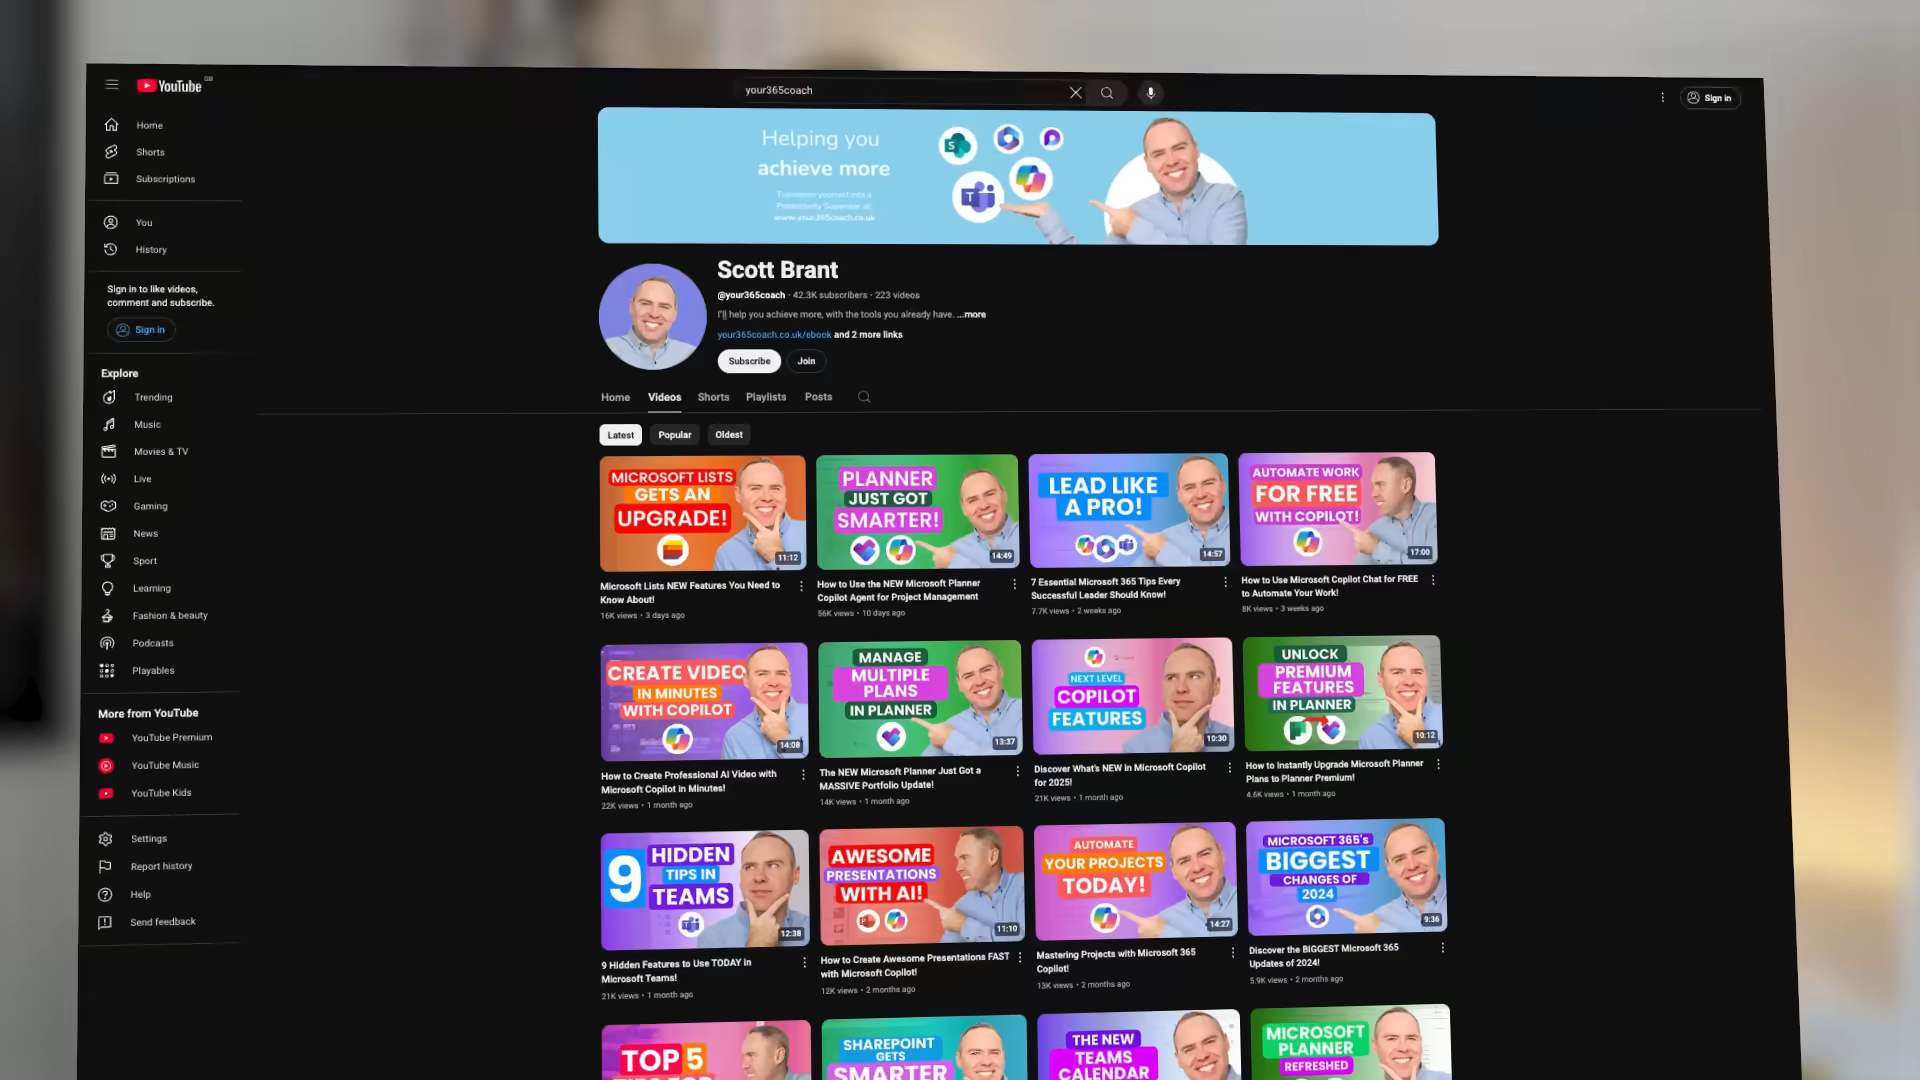 YouTube
GB
your365coach
Sign in
Home
Shorts
Subscriptions
You
History
Sign in to like videos,
comment and subscribe.
Sign in
Explore
Trending
Music
Movies & TV
Live
Gaming
News
Sport
Learning
Fashion & beauty
Podcasts
Playables
More from YouTube
YouTube Premium
YouTube Music
YouTube Kids
Settings
Report history
Help
Send feedback
Helping you
achieve more
Transform yourself into a
Productivity Superstar at:
www.your365coach.co.uk
Scott Brant
@your365coach · 42.3K subscribers · 223 videos
I'll help you achieve more, with the tools you already have. ...more
your365coach.co.uk/ebook and 2 more links
Subscribe
Join
Home Videos Shorts Playlists Posts
Latest Popular Oldest
MICROSOFT LISTS
GETS AN
UPGRADE!
11:12
Microsoft Lists NEW Features You Need to
Know About!
16K views • 3 days ago
PLANNER
JUST GOT
SMARTER!
14:49
How to Use the NEW Microsoft Planner
Copilot Agent for Project Management
56K views • 10 days ago
LEAD LIKE
A PRO!
14:57
7 Essential Microsoft 365 Tips Every
Successful Leader Should Know!
7.7K views • 2 weeks ago
AUTOMATE WORK
FOR FREE
WITH COPILOT!
17:00
How to Use Microsoft Copilot Chat for FREE
to Automate Your Work!
8K views • 3 weeks ago
CREATE VIDEO
IN MINUTES
WITH COPILOT
14:08
How to Create Professional AI Video with
Microsoft Copilot in Minutes!
22K views • 1 month ago
MANAGE
MULTIPLE
PLANS
IN PLANNER
13:37
The NEW Microsoft Planner Just Got a
MASSIVE Portfolio Update!
14K views • 1 month ago
NEXT LEVEL
COPILOT
FEATURES
10:30
Discover What's NEW in Microsoft Copilot
for 2025!
21K views • 1 month ago
UNLOCK
PREMIUM
FEATURES
IN PLANNER
10:12
How to Instantly Upgrade Microsoft Planner
Plans to Planner Premium!
4.6K views • 1 month ago
9 HIDDEN
TIPS IN
TEAMS
12:38
9 Hidden Features to Use TODAY in
Microsoft Teams!
21K views • 1 month ago
AWESOME
PRESENTATIONS
WITH AI!
11:10
How to Create Awesome Presentations FAST
with Microsoft Copilot!
12K views • 2 months ago
AUTOMATE
YOUR PROJECTS
TODAY!
14:27
Mastering Projects with Microsoft 365
Copilot!
13K views • 2 months ago
MICROSOFT 365's
BIGGEST
CHANGES OF
2024
9:36
Discover the BIGGEST Microsoft 365
Updates of 2024!
5.9K views • 2 months ago
TOP 5
TIPS FOR
SHAREPOINT
GETS
SMARTER
THE NEW
TEAMS
CALENDAR
MICROSOFT
PLANNER
REFRESHED